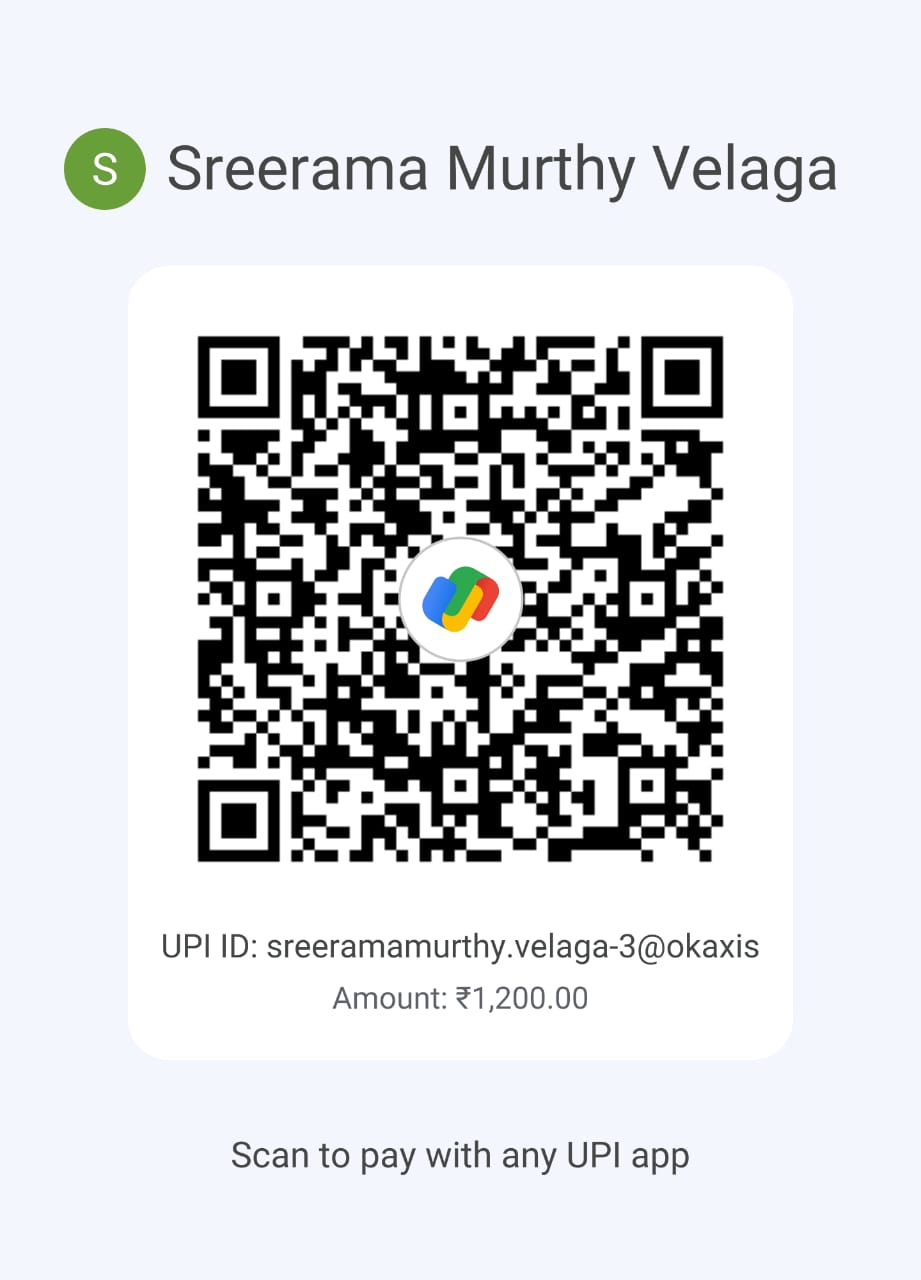 S
Sreerama Murthy Velaga
UPI ID: sreeramamurthy.velaga-3@okaxis
Amount: ₹1,200.00
Scan to pay with any UPI app